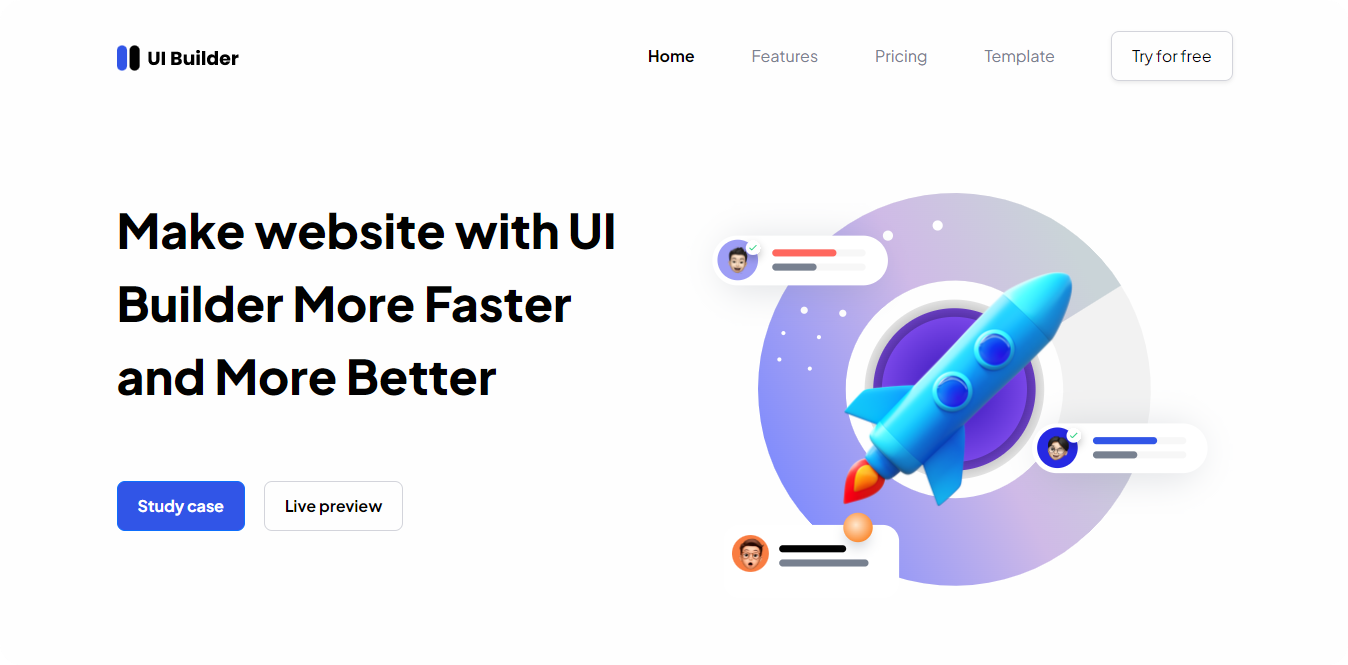 UI Builder
Home
Features
Pricing
Template
Try for free
Make website with UI
Builder More Faster
and More Better
Study case
Live preview